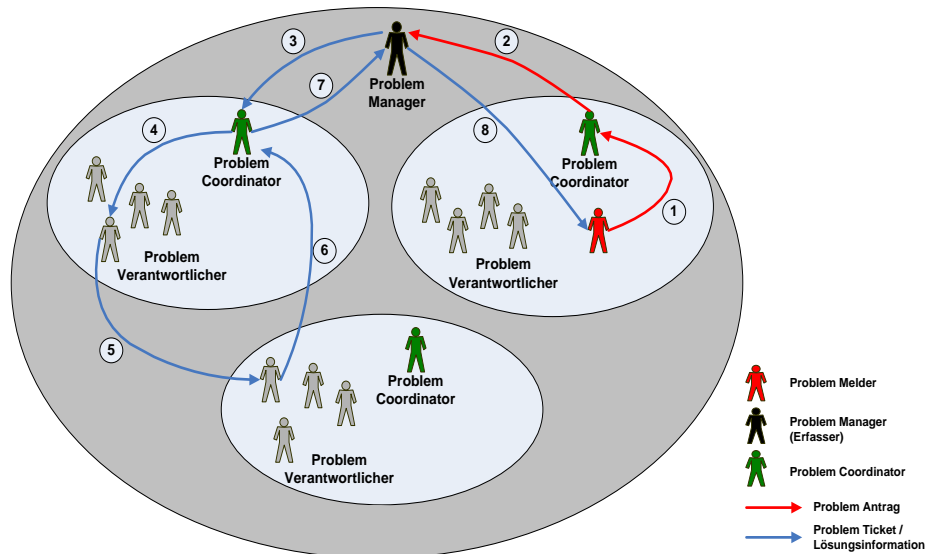 3
2
Problem
Manager
7
4
8
Problem
Coordinator
Problem
Coordinator
1
6
Problem
Verantwortlicher
Problem
Verantwortlicher
5
Problem
Coordinator
Problem
Verantwortlicher
Problem Melder
Problem Manager
(Erfasser)
Problem Coordinator
Problem Antrag
Problem Ticket /
Lösungsinformation